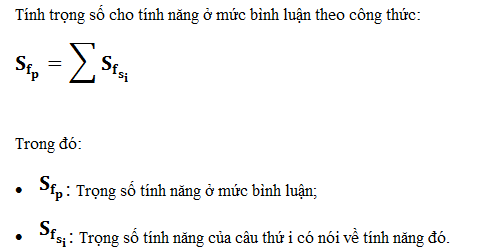 Tính trọng số cho tính năng ở mức bình luận theo công thức:
S_{f_p} = ∑ S_{f_{s_i}}
Trong đó:
• S_{f_p}: Trọng số tính năng ở mức bình luận;
• S_{f_{s_i}}: Trọng số tính năng của câu thứ i có nói về tính năng đó.